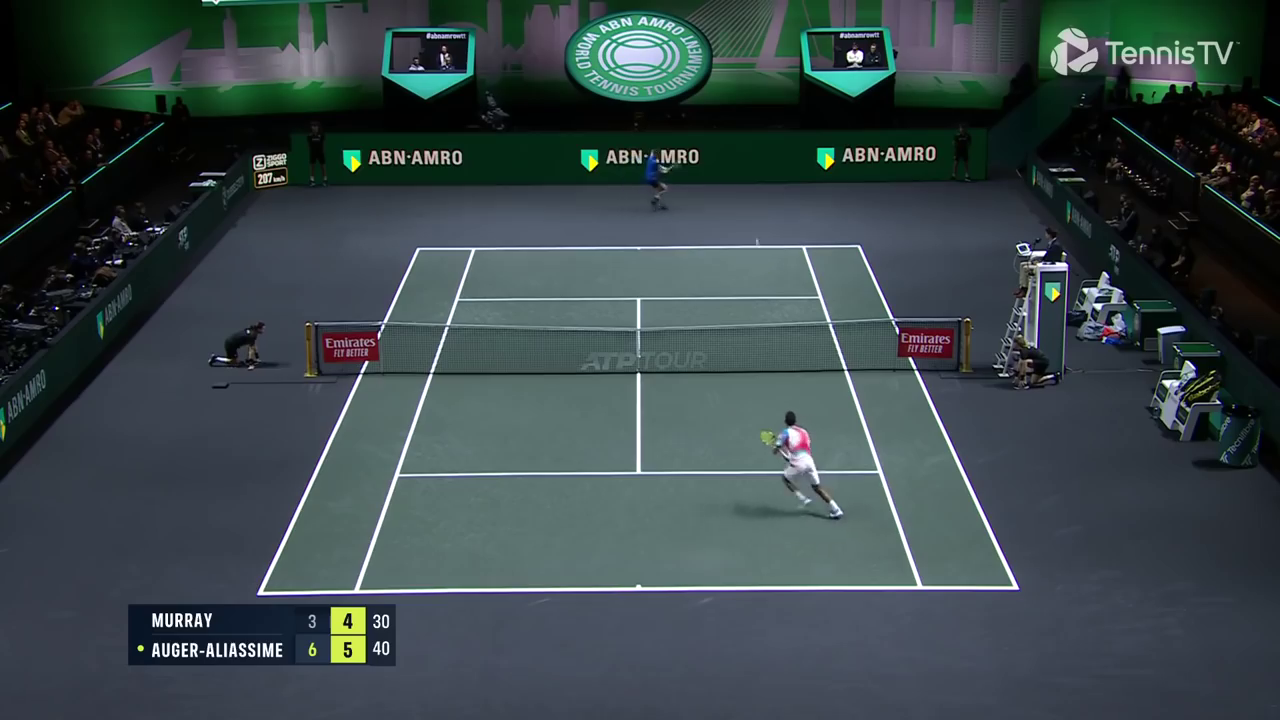 #abnamrowtt
ABN AMRO WORLD TENNIS TOURNAMENT
#abnamrowtt
TennisTV
ABN·AMRO
ABN·AMRO
ABN·AMRO
ZIGGO SPORT
207 km/h
ABN·AMRO
ABN·AMRO
Emirates
FLY BETTER
ATP TOUR
Emirates
FLY BETTER
MURRAY 3 4 30
AUGER-ALIASSIME 6 5 40